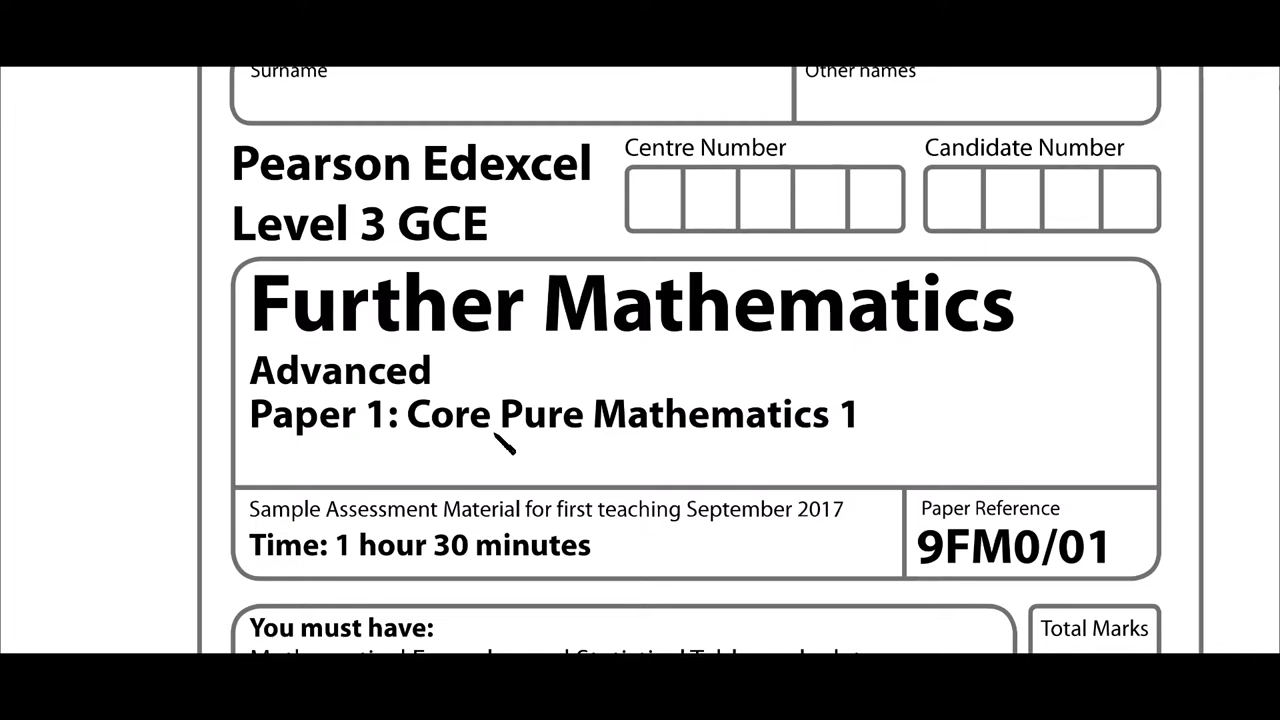 Surname
Other names
Pearson Edexcel
Level 3 GCE
Centre Number
Candidate Number
Further Mathematics
Advanced
Paper 1: Core Pure Mathematics 1
Sample Assessment Material for first teaching September 2017
Time: 1 hour 30 minutes
Paper Reference
9FM0/01
You must have:
Total Marks